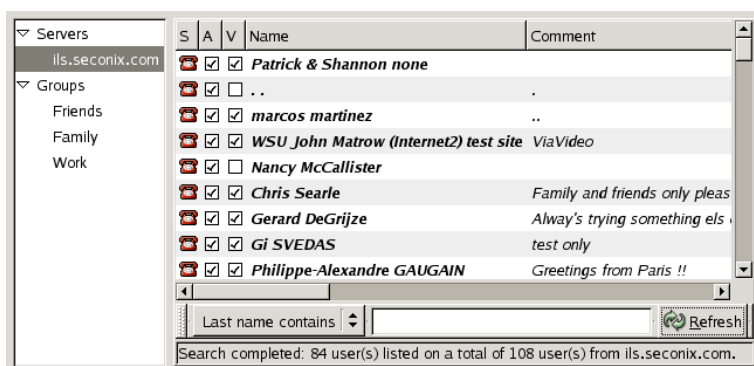 Servers
ils.seconix.com
Groups
Friends
Family
Work
S A V Name Comment
Patrick & Shannon none
. . .
marcos martinez ..
WSU John Matrow (Internet2) test site ViaVideo
Nancy McCallister
Chris Searle Family and friends only pleas
Gerard DeGrijze Alway's trying something els
Gi SVEDAS test only
Philippe-Alexandre GAUGAIN Greetings from Paris !!
Last name contains Refresh
Search completed: 84 user(s) listed on a total of 108 user(s) from ils.seconix.com.